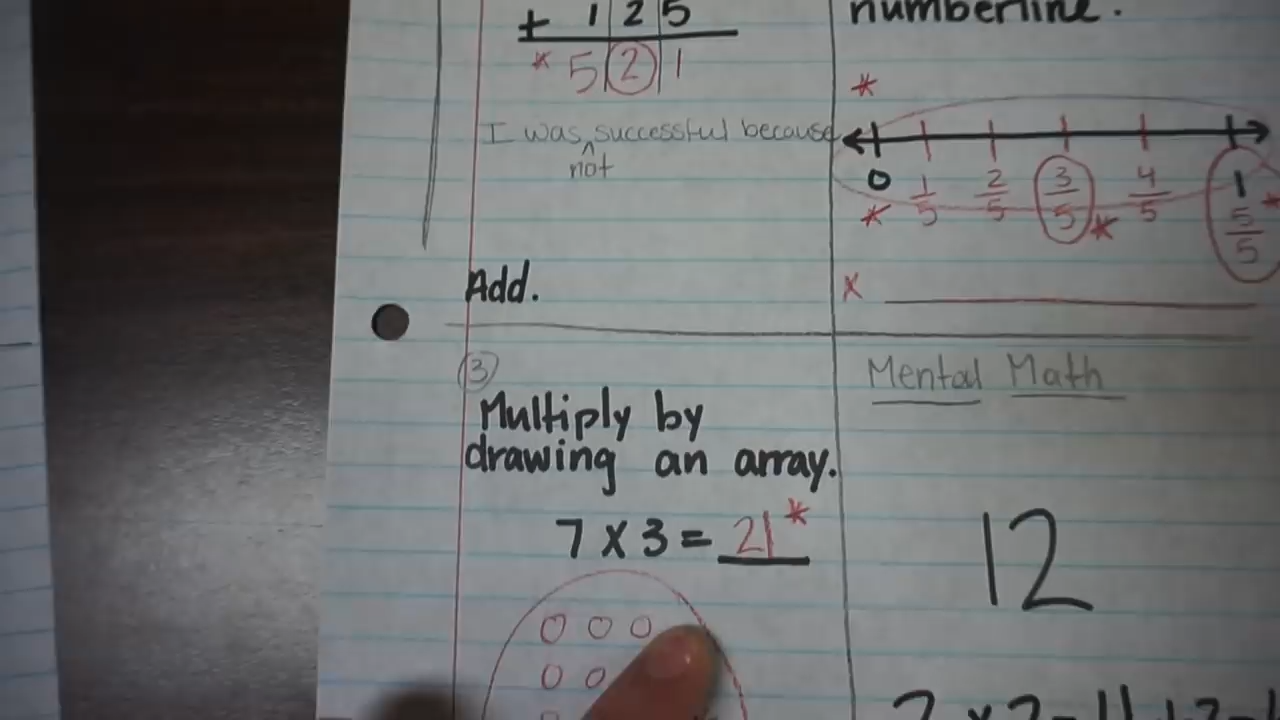 + 1 2 5
* 5 2 1
I was successful because
^
not
Add.
numberline.
*
0 1/5 2/5 3/5 4/5 1 5/5
* * *
x
3
Multiply by
drawing an array.
7 x 3 = 21 *
Mental Math
12